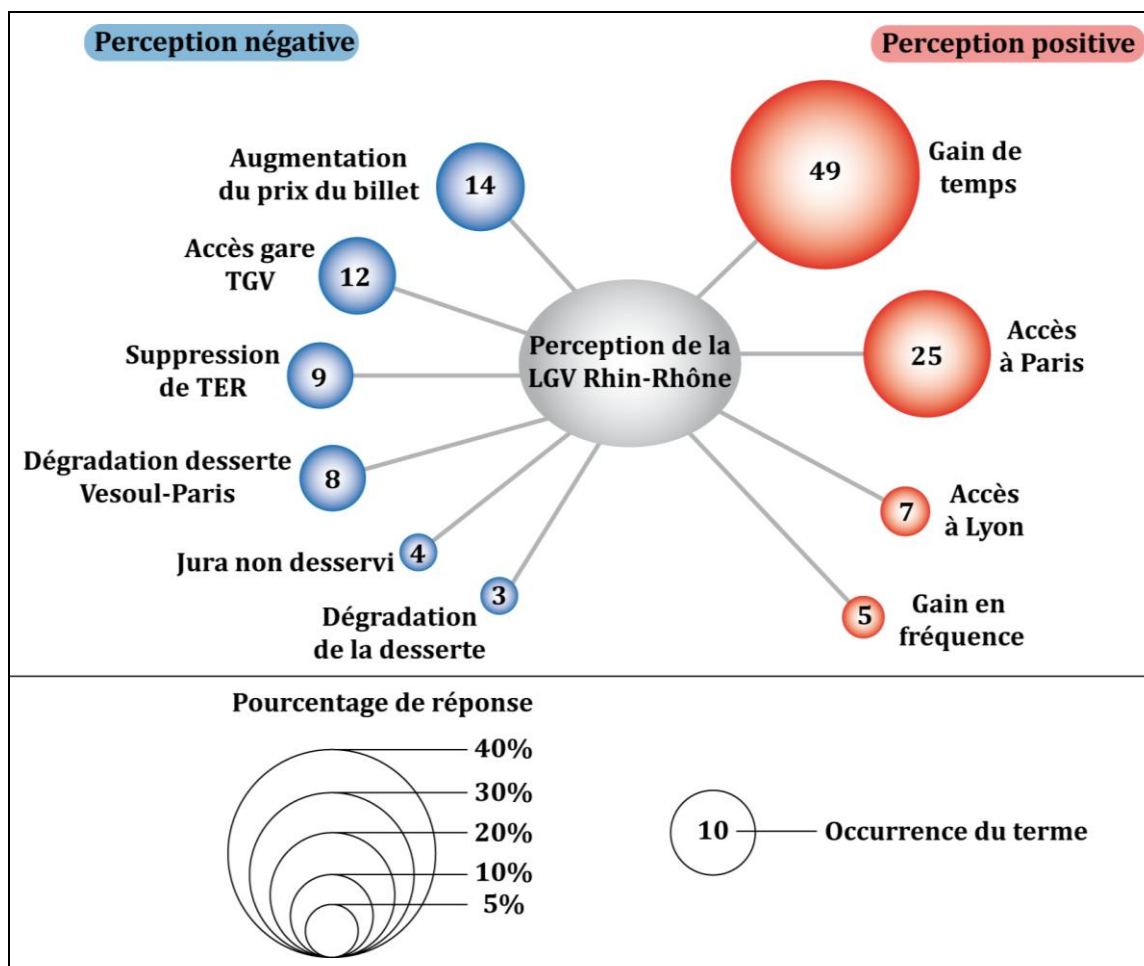 Perception négative
Perception positive
Augmentation
du prix du billet
14
49
Gain de
temps
Accès gare
TGV
12
Perception de la
LGV Rhin-Rhône
25
Accès
à Paris
Suppression
de TER
9
Dégradation desserte
Vesoul-Paris
8
7
Accès
à Lyon
Jura non desservi
4
3
Dégradation
de la desserte
5
Gain en
fréquence
Pourcentage de réponse
40%
30%
20%
10%
5%
10
Occurrence du terme